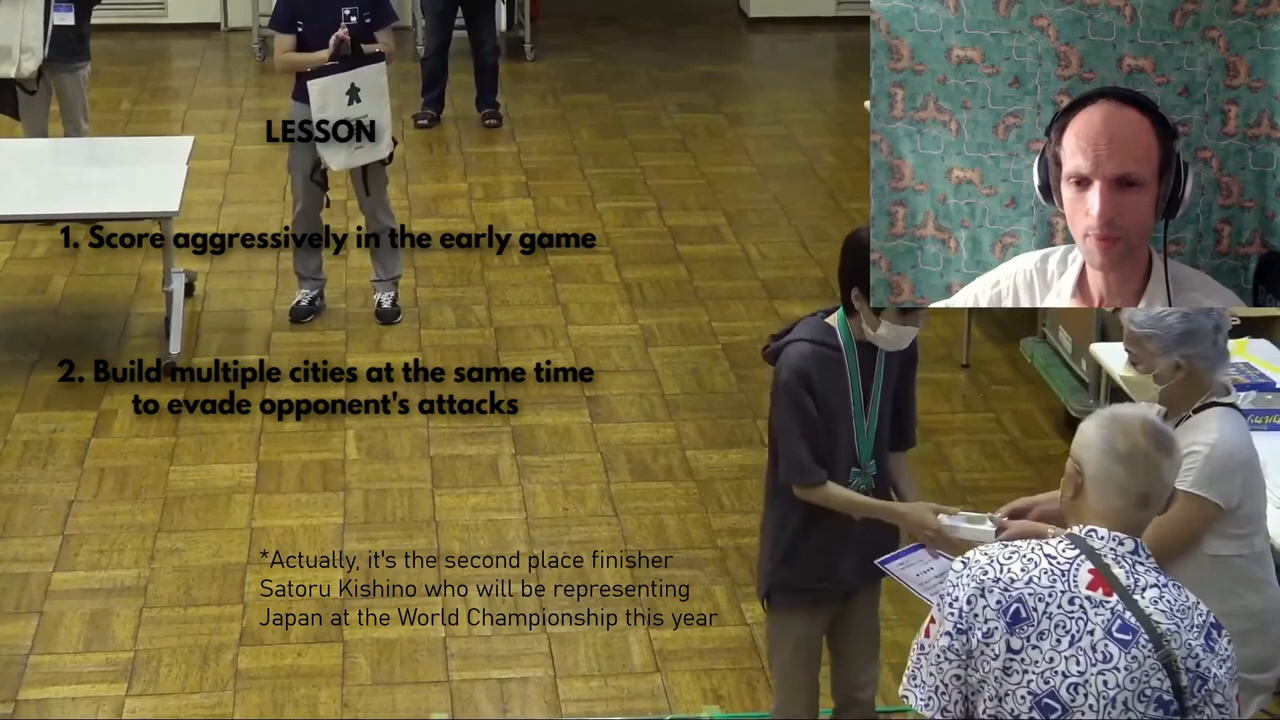 LESSON
1. Score aggressively in the early game
2. Build multiple cities at the same time
to evade opponent's attacks
*Actually, it's the second place finisher
Satoru Kishino who will be representing
Japan at the World Championship this year